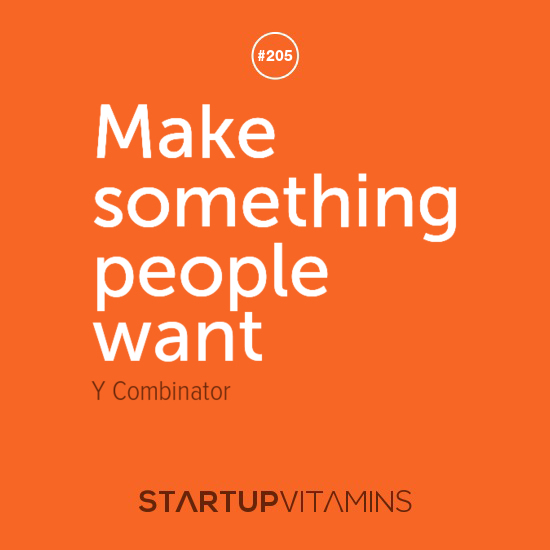 #205
Make
something
people
want
Y Combinator
STARTUPVITAMINS